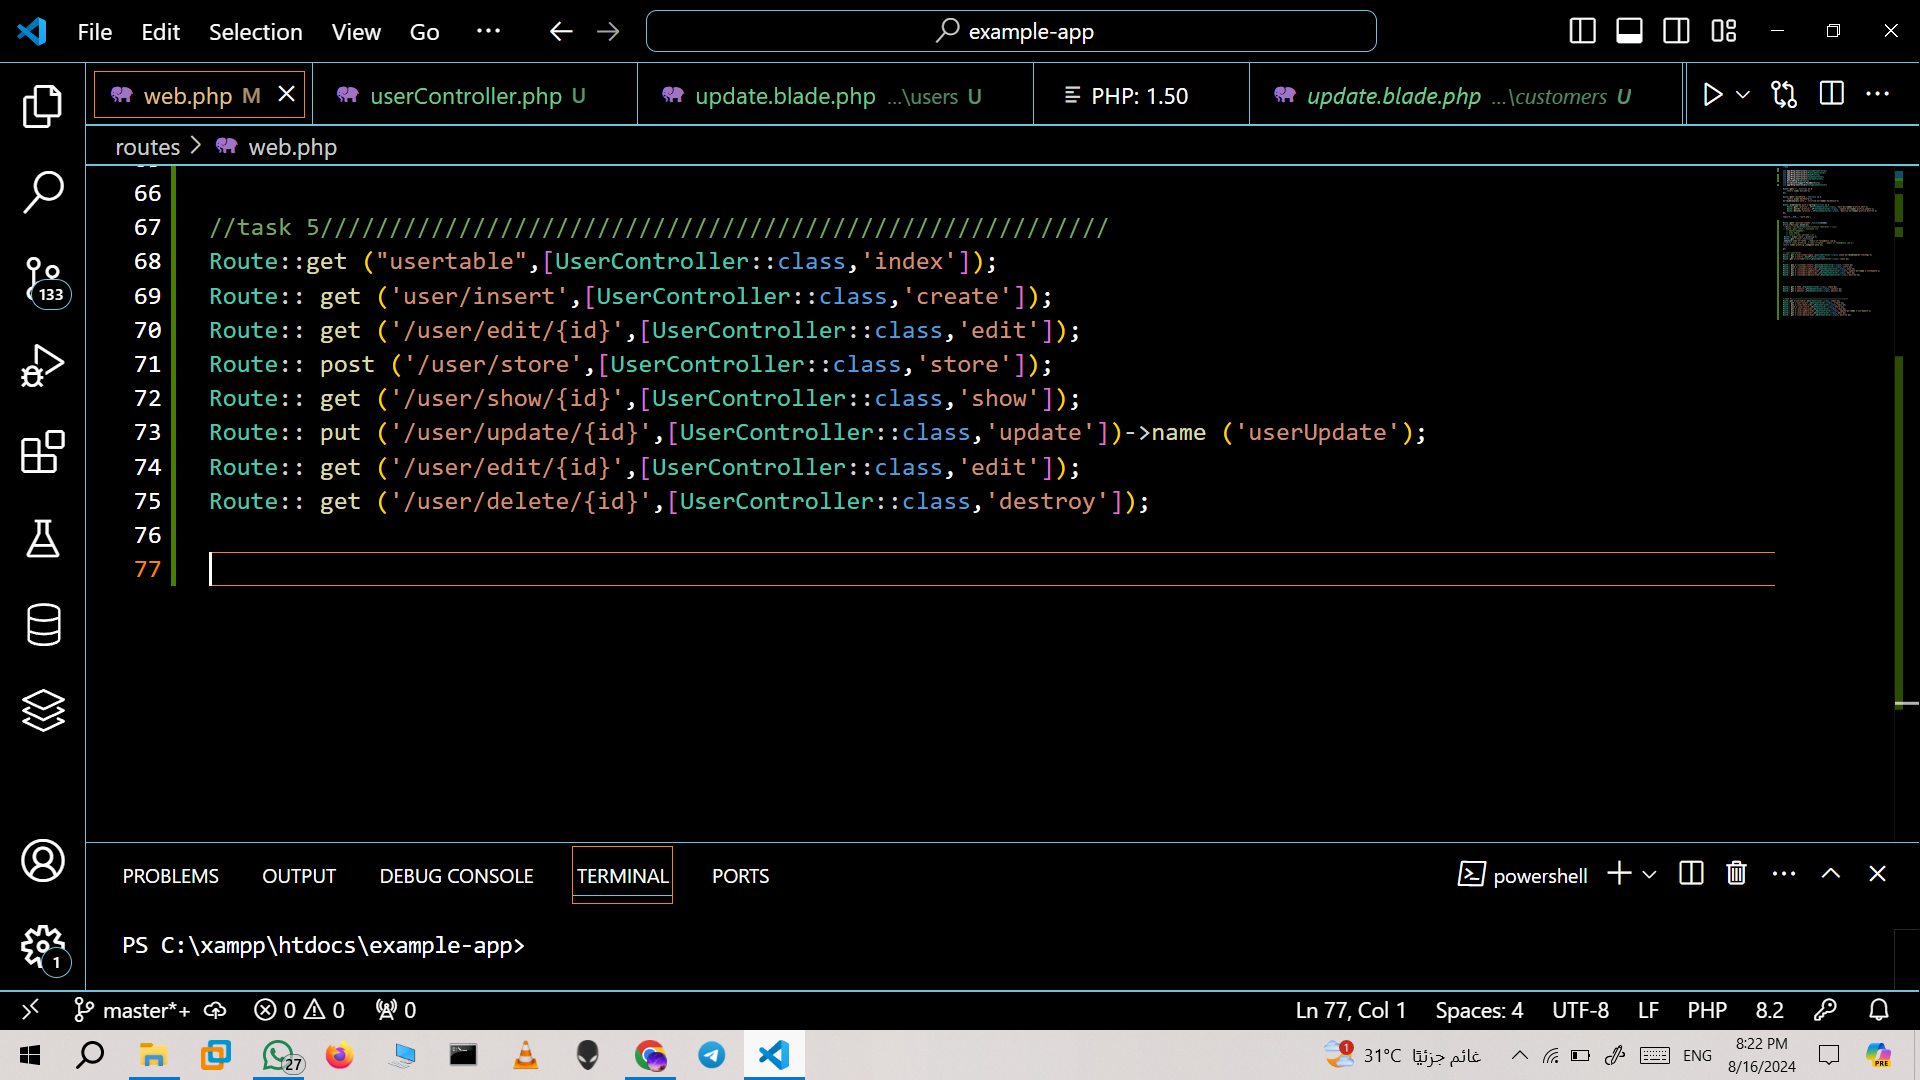 File Edit Selection View Go ···
example-app
web.php M
userController.php U
update.blade.php ...\users U
PHP: 1.50
update.blade.php ...\customers U
routes > web.php
66
67 //task 5/////////////////////////////////////////////////////////
68 Route::get ("usertable",[UserController::class,'index']);
69 Route:: get ('user/insert',[UserController::class,'create']);
70 Route:: get ('/user/edit/{id}',[UserController::class,'edit']);
71 Route:: post ('/user/store',[UserController::class,'store']);
72 Route:: get ('/user/show/{id}',[UserController::class,'show']);
73 Route:: put ('/user/update/{id}',[UserController::class,'update'])->name ('userUpdate');
74 Route:: get ('/user/edit/{id}',[UserController::class,'edit']);
75 Route:: get ('/user/delete/{id}',[UserController::class,'destroy']);
76
77
133
1
PROBLEMS OUTPUT DEBUG CONSOLE TERMINAL PORTS
powershell
PS C:\xampp\htdocs\example-app>
master*+ 0 0 0
Ln 77, Col 1 Spaces: 4 UTF-8 LF PHP 8.2
27
1
31°C غائم جزئيًا
ENG
8:22 PM
8/16/2024
PRE